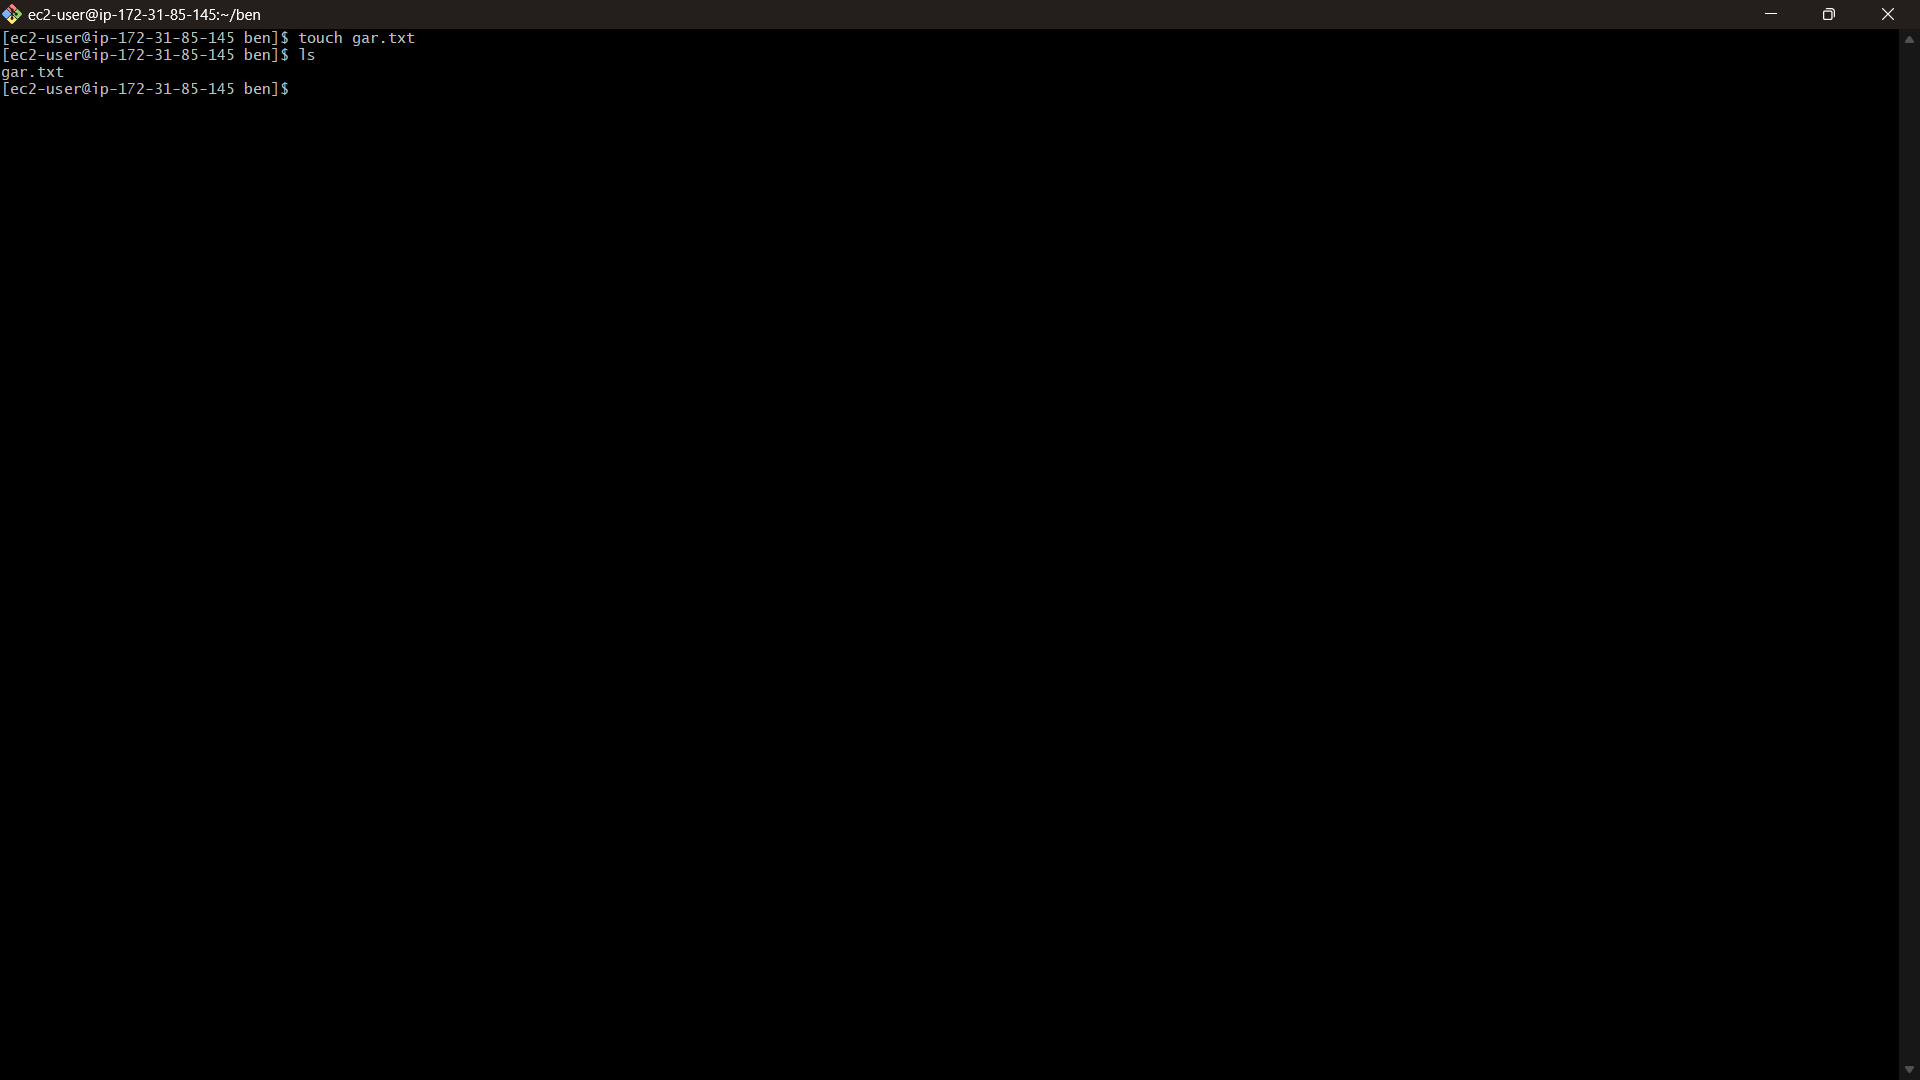 ec2-user@ip-172-31-85-145:~/ben
[ec2-user@ip-172-31-85-145 ben]$ touch gar.txt
[ec2-user@ip-172-31-85-145 ben]$ ls
gar.txt
[ec2-user@ip-172-31-85-145 ben]$